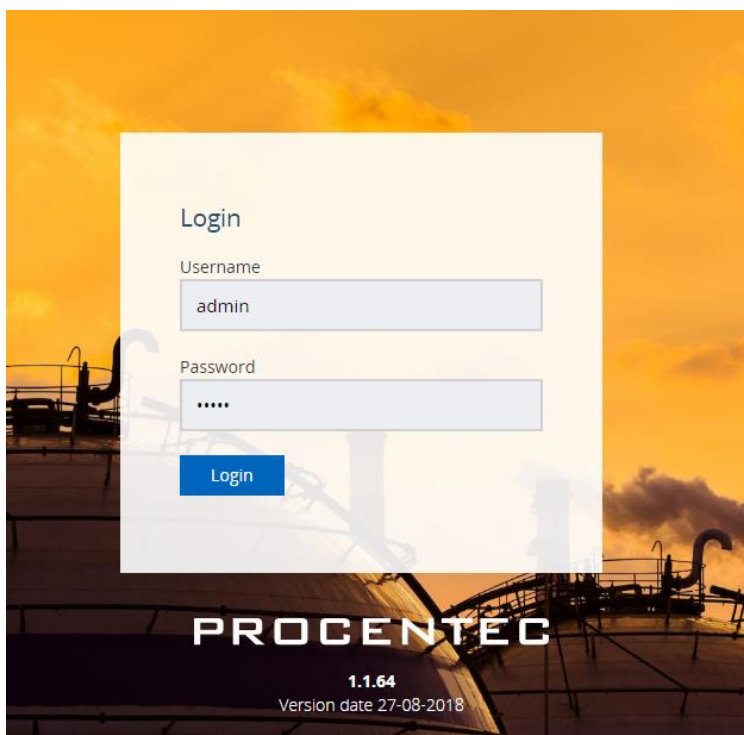 Login
Username
admin
Password
•••••
Login
PROCENTEC
1.1.64
Version date 27-08-2018